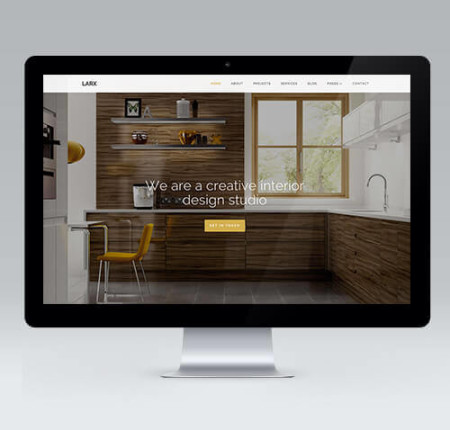 LARX
HOME ABOUT PROJECTS SERVICES BLOG PAGES CONTACT
We are a creative interior
design studio
GET IN TOUCH